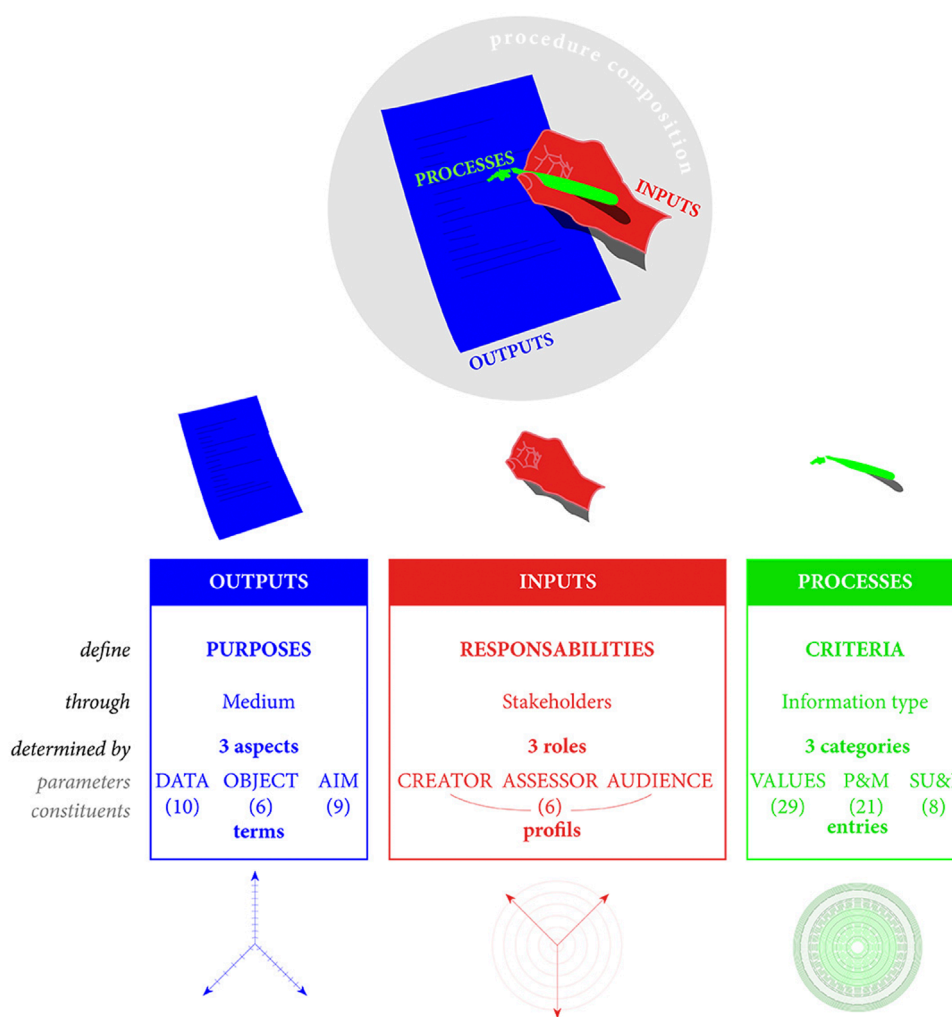 procedure composition
PROCESSES
INPUTS
OUTPUTS
OUTPUTS INPUTS PROCESSES
define PURPOSES RESPONSABILITIES CRITERIA
through Medium Stakeholders Information type
determined by 3 aspects 3 roles 3 categories
parameters DATA OBJECT AIM CREATOR ASSESSOR AUDIENCE VALUES P&M SU&
constituents (10) (6) (9) (6) (29) (21) (8)
terms profils entries